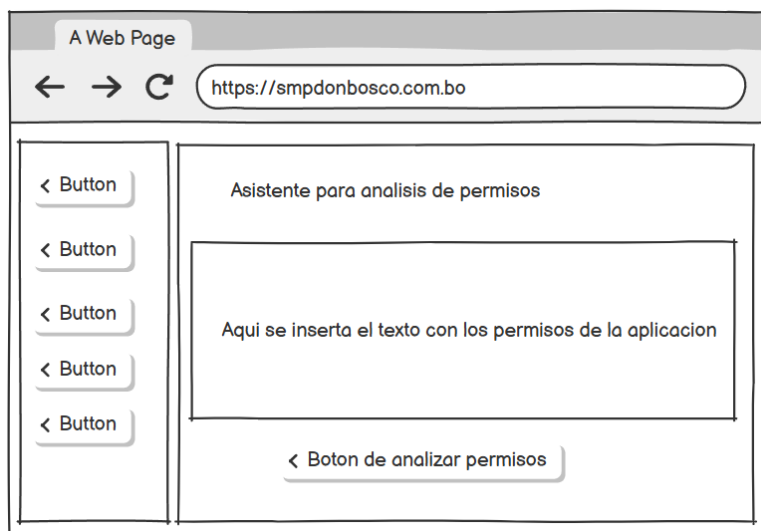 A Web Page
https://smpdonbosco.com.bo
Button
Button
Button
Button
Button
Asistente para analisis de permisos
Aqui se inserta el texto con los permisos de la aplicacion
Boton de analizar permisos